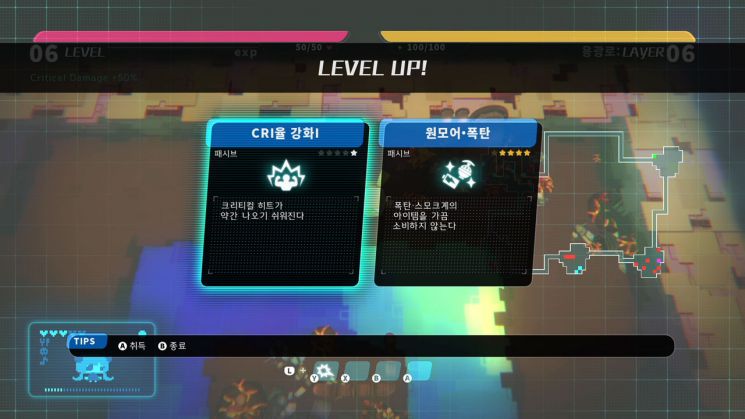 06 LEVEL
exp
50/50
+ 100/100
용광로: LAYER 06
LEVEL UP!
Critical Damage +50%
CRI율 강화I
패시브
크리티컬 히트가
약간 나오기 쉬워진다
원모어•폭탄
패시브
폭탄·스모크계의
아이템을 가끔
소비하지 않는다
TIPS
A 취득 B 종료
L + Y X B A